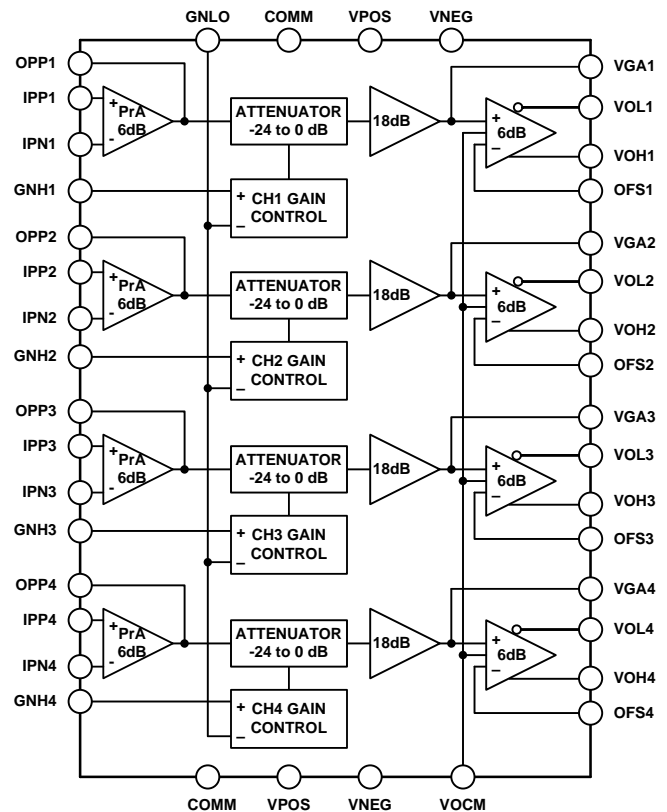 GNLO COMM VPOS VNEG
OPP1
VGA1
IPP1
+ PrA 6dB -
ATTENUATOR
-24 to 0 dB
18dB
+ 6dB –
VOL1
IPN1
VOH1
GNH1
+ CH1 GAIN
– CONTROL
OFS1
OPP2
VGA2
IPP2
+ PrA 6dB -
ATTENUATOR
-24 to 0 dB
18dB
+ 6dB –
VOL2
IPN2
VOH2
GNH2
+ CH2 GAIN
– CONTROL
OFS2
OPP3
VGA3
IPP3
+ PrA 6dB -
ATTENUATOR
-24 to 0 dB
18dB
+ 6dB –
VOL3
IPN3
VOH3
GNH3
+ CH3 GAIN
– CONTROL
OFS3
OPP4
VGA4
IPP4
+ PrA 6dB -
ATTENUATOR
-24 to 0 dB
18dB
+ 6dB –
VOL4
IPN4
VOH4
GNH4
+ CH4 GAIN
– CONTROL
OFS4
COMM VPOS VNEG VOCM